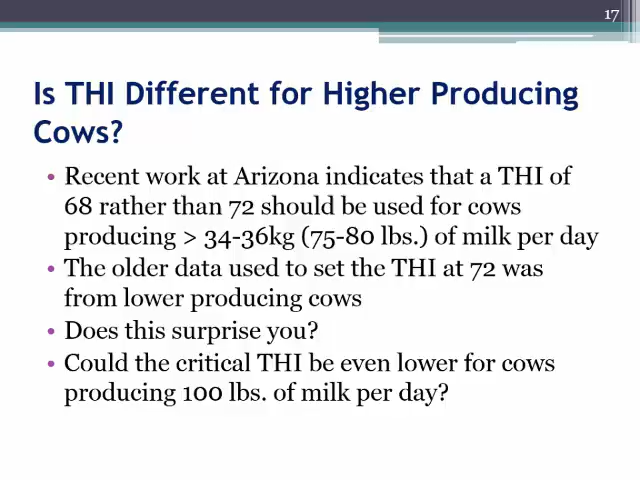 17
Is THI Different for Higher Producing
Cows?
• Recent work at Arizona indicates that a THI of
68 rather than 72 should be used for cows
producing > 34-36kg (75-80 lbs.) of milk per day
• The older data used to set the THI at 72 was
from lower producing cows
• Does this surprise you?
• Could the critical THI be even lower for cows
producing 100 lbs. of milk per day?